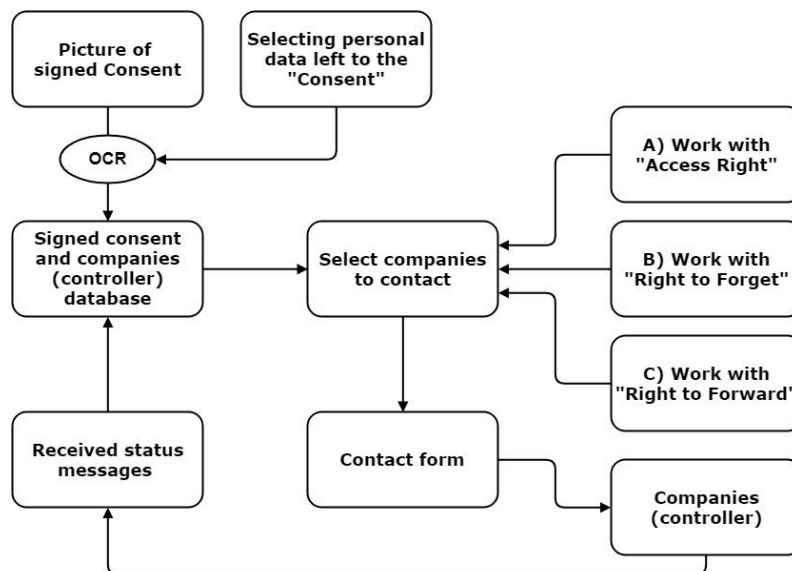 Picture of
signed Consent
Selecting personal
data left to the
"Consent"
OCR
A) Work with
"Access Right"
Signed consent
and companies
(controller)
database
Select companies
to contact
B) Work with
"Right to Forget"
C) Work with
"Right to Forward"
Received status
messages
Contact form
Companies
(controller)